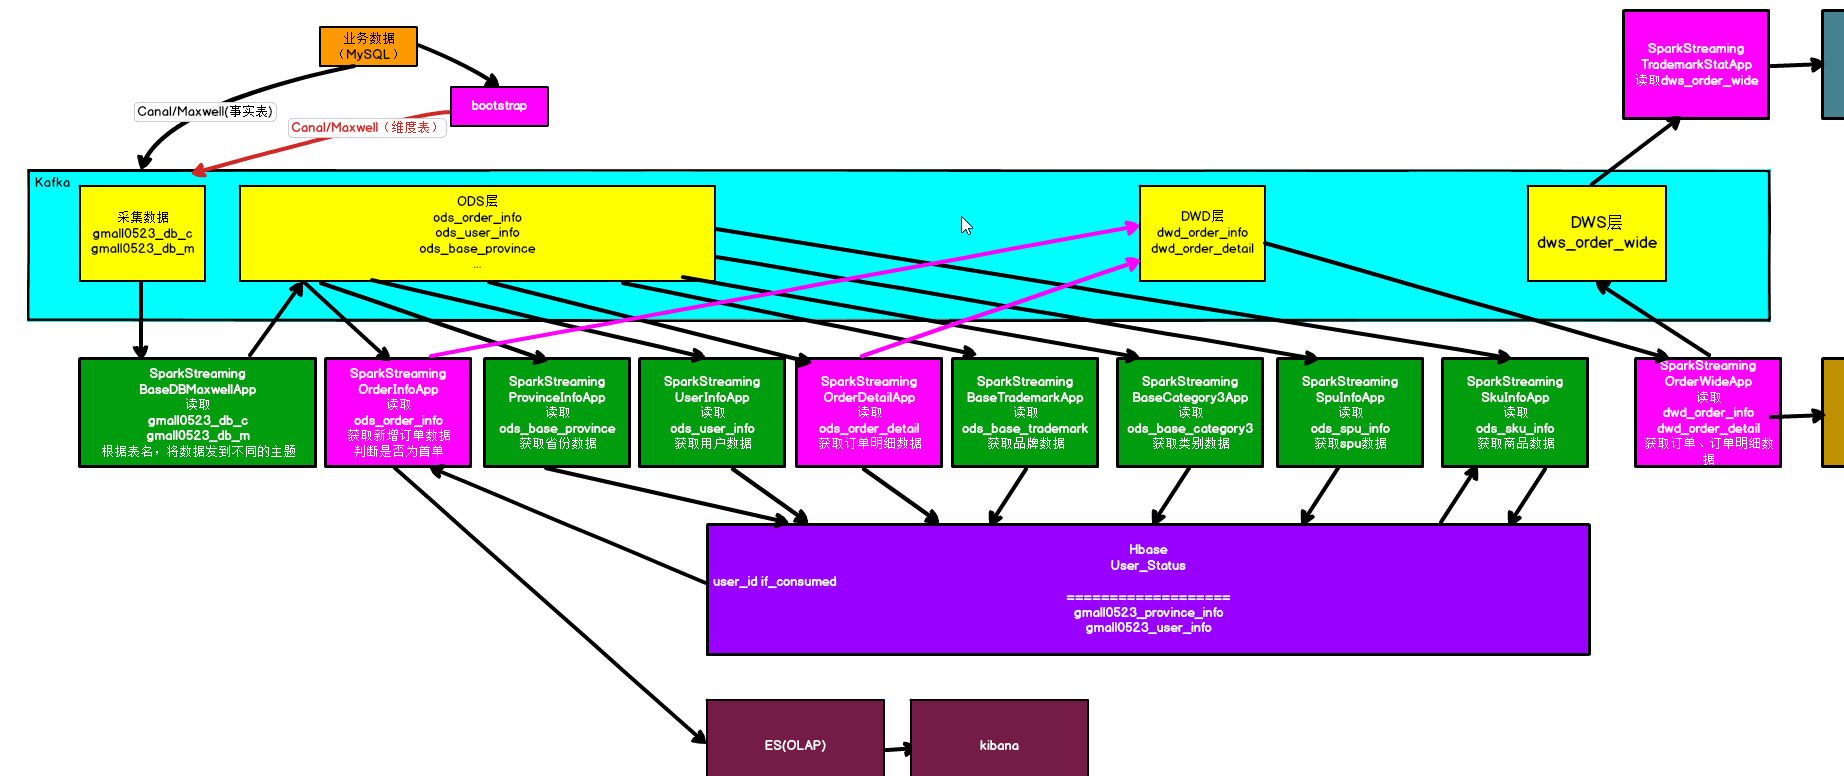 业务数据
（MySQL）
SparkStreaming
TrademarkStatApp
读取dws_order_wide
bootstrap
Canal/Maxwell(事实表)
Canal/Maxwell（维度表）
Kafka
采集数据
gmall0523_db_c
gmall0523_db_m
ODS层
ods_order_info
ods_user_info
ods_base_province
...
DWD层
dwd_order_info
dwd_order_detail
DWS层
dws_order_wide
SparkStreaming
BaseDBMaxwellApp
读取
gmall0523_db_c
gmall0523_db_m
根据表名，将数据发到不同的主题
SparkStreaming
OrderInfoApp
读取
ods_order_info
获取新增订单数据
判断是否为首单
SparkStreaming
ProvinceInfoApp
读取
ods_base_province
获取省份数据
SparkStreaming
UserInfoApp
读取
ods_user_info
获取用户数据
SparkStreaming
OrderDetailApp
读取
ods_order_detail
获取订单明细数据
SparkStreaming
BaseTrademarkApp
读取
ods_base_trademark
获取品牌数据
SparkStreaming
BaseCategory3App
读取
ods_base_category3
获取类别数据
SparkStreaming
SpuInfoApp
读取
ods_spu_info
获取spu数据
SparkStreaming
SkuInfoApp
读取
ods_sku_info
获取商品数据
SparkStreaming
OrderWideApp
读取
dwd_order_info
dwd_order_detail
获取订单、订单明细数
据
Hbase
User_Status
user_id if_consumed
===================
gmall0523_province_info
gmall0523_user_info
ES(OLAP)
kibana